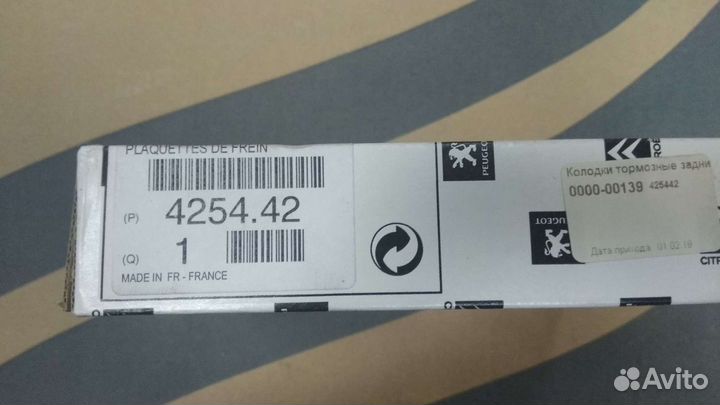 PLAQUETTES DE FREIN
(P) 4254.42
(Q) 1
MADE IN FR - FRANCE
PEUGEOT
Колодки тормозные задни
0000-00139 425442
Дата прихода 01.02.19
EUGEOT
CITR
Avito